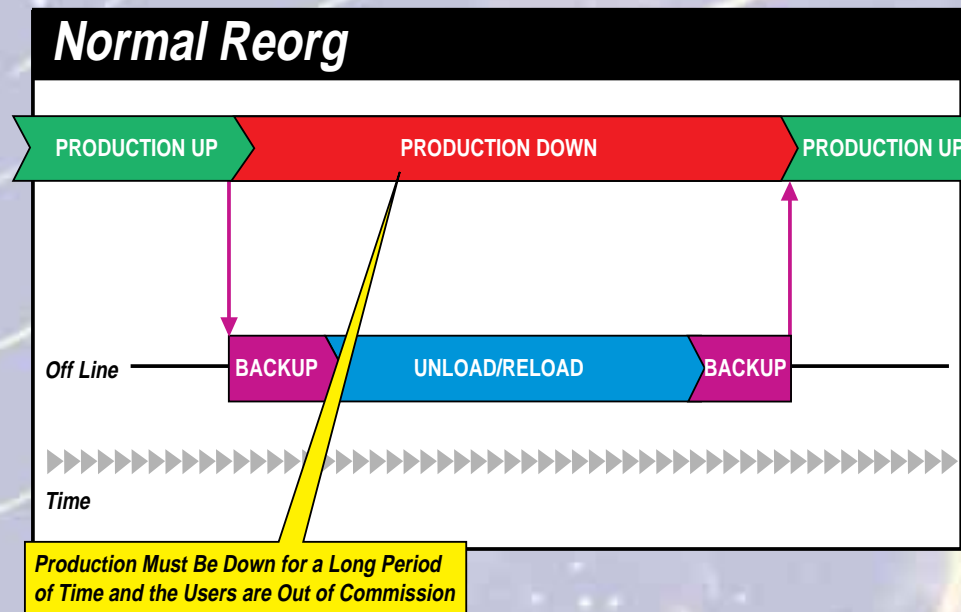 Normal Reorg
PRODUCTION UP
PRODUCTION DOWN
PRODUCTION UP
Off Line
BACKUP
UNLOAD/RELOAD
BACKUP
Time
Production Must Be Down for a Long Period
of Time and the Users are Out of Commission